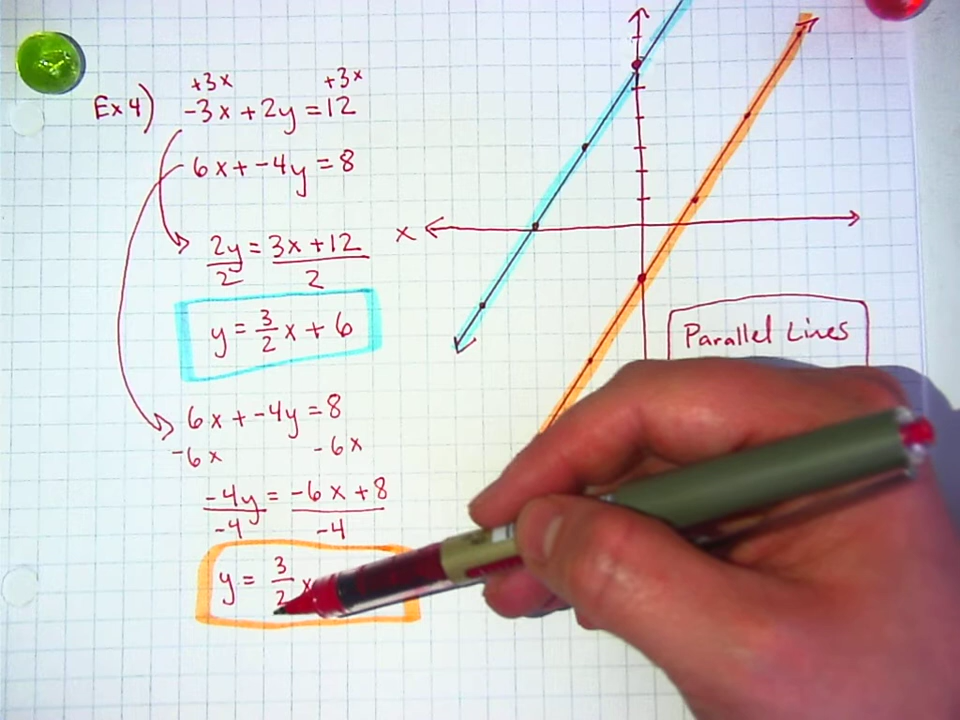 +3x +3x
Ex 4) -3x + 2y = 12
6x + -4y = 8
2y = 3x + 12
2 2
y = 3/2 x + 6
6x + -4y = 8
-6x -6x
-4y = -6x + 8
-4 -4
y = 3/2 x
x
Parallel Lines